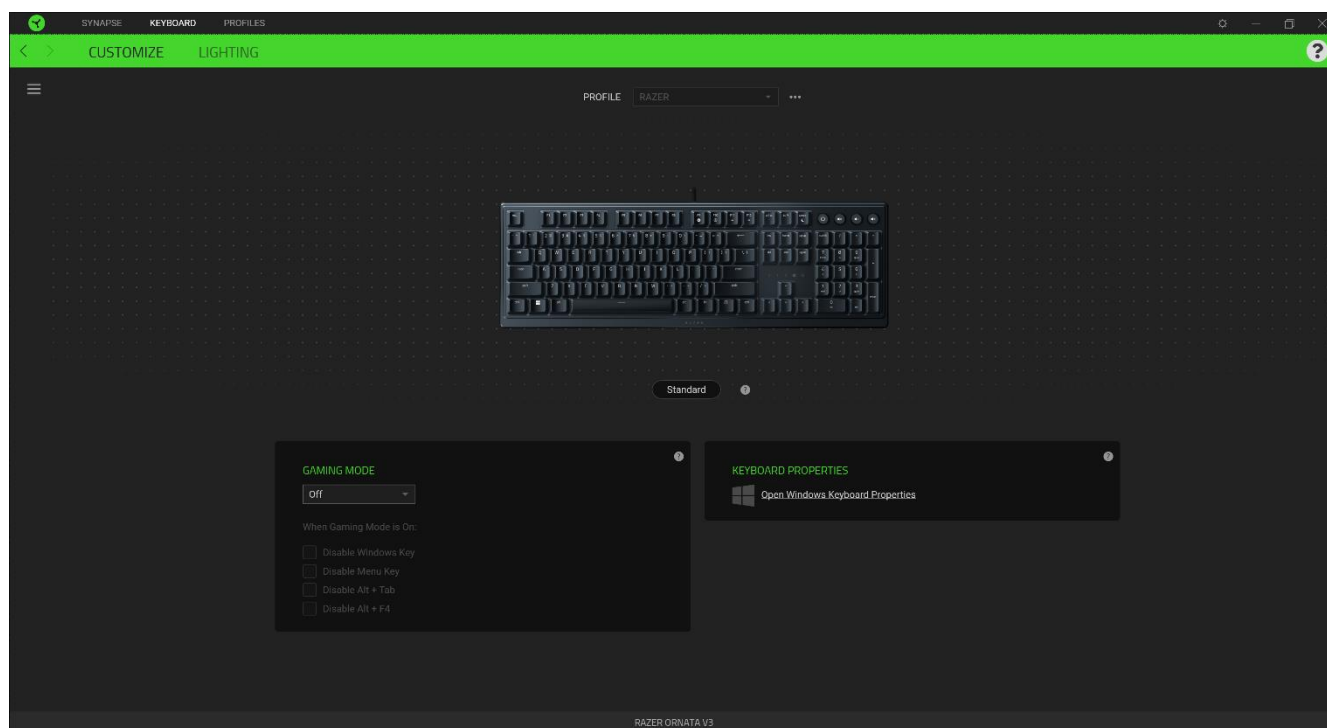 SYNAPSE KEYBOARD PROFILES
CUSTOMIZE LIGHTING
?
PROFILE RAZER
Standard ?
GAMING MODE ?
Off
When Gaming Mode is On:
Disable Windows Key
Disable Menu Key
Disable Alt + Tab
Disable Alt + F4
KEYBOARD PROPERTIES ?
Open Windows Keyboard Properties
RAZER ORNATA V3